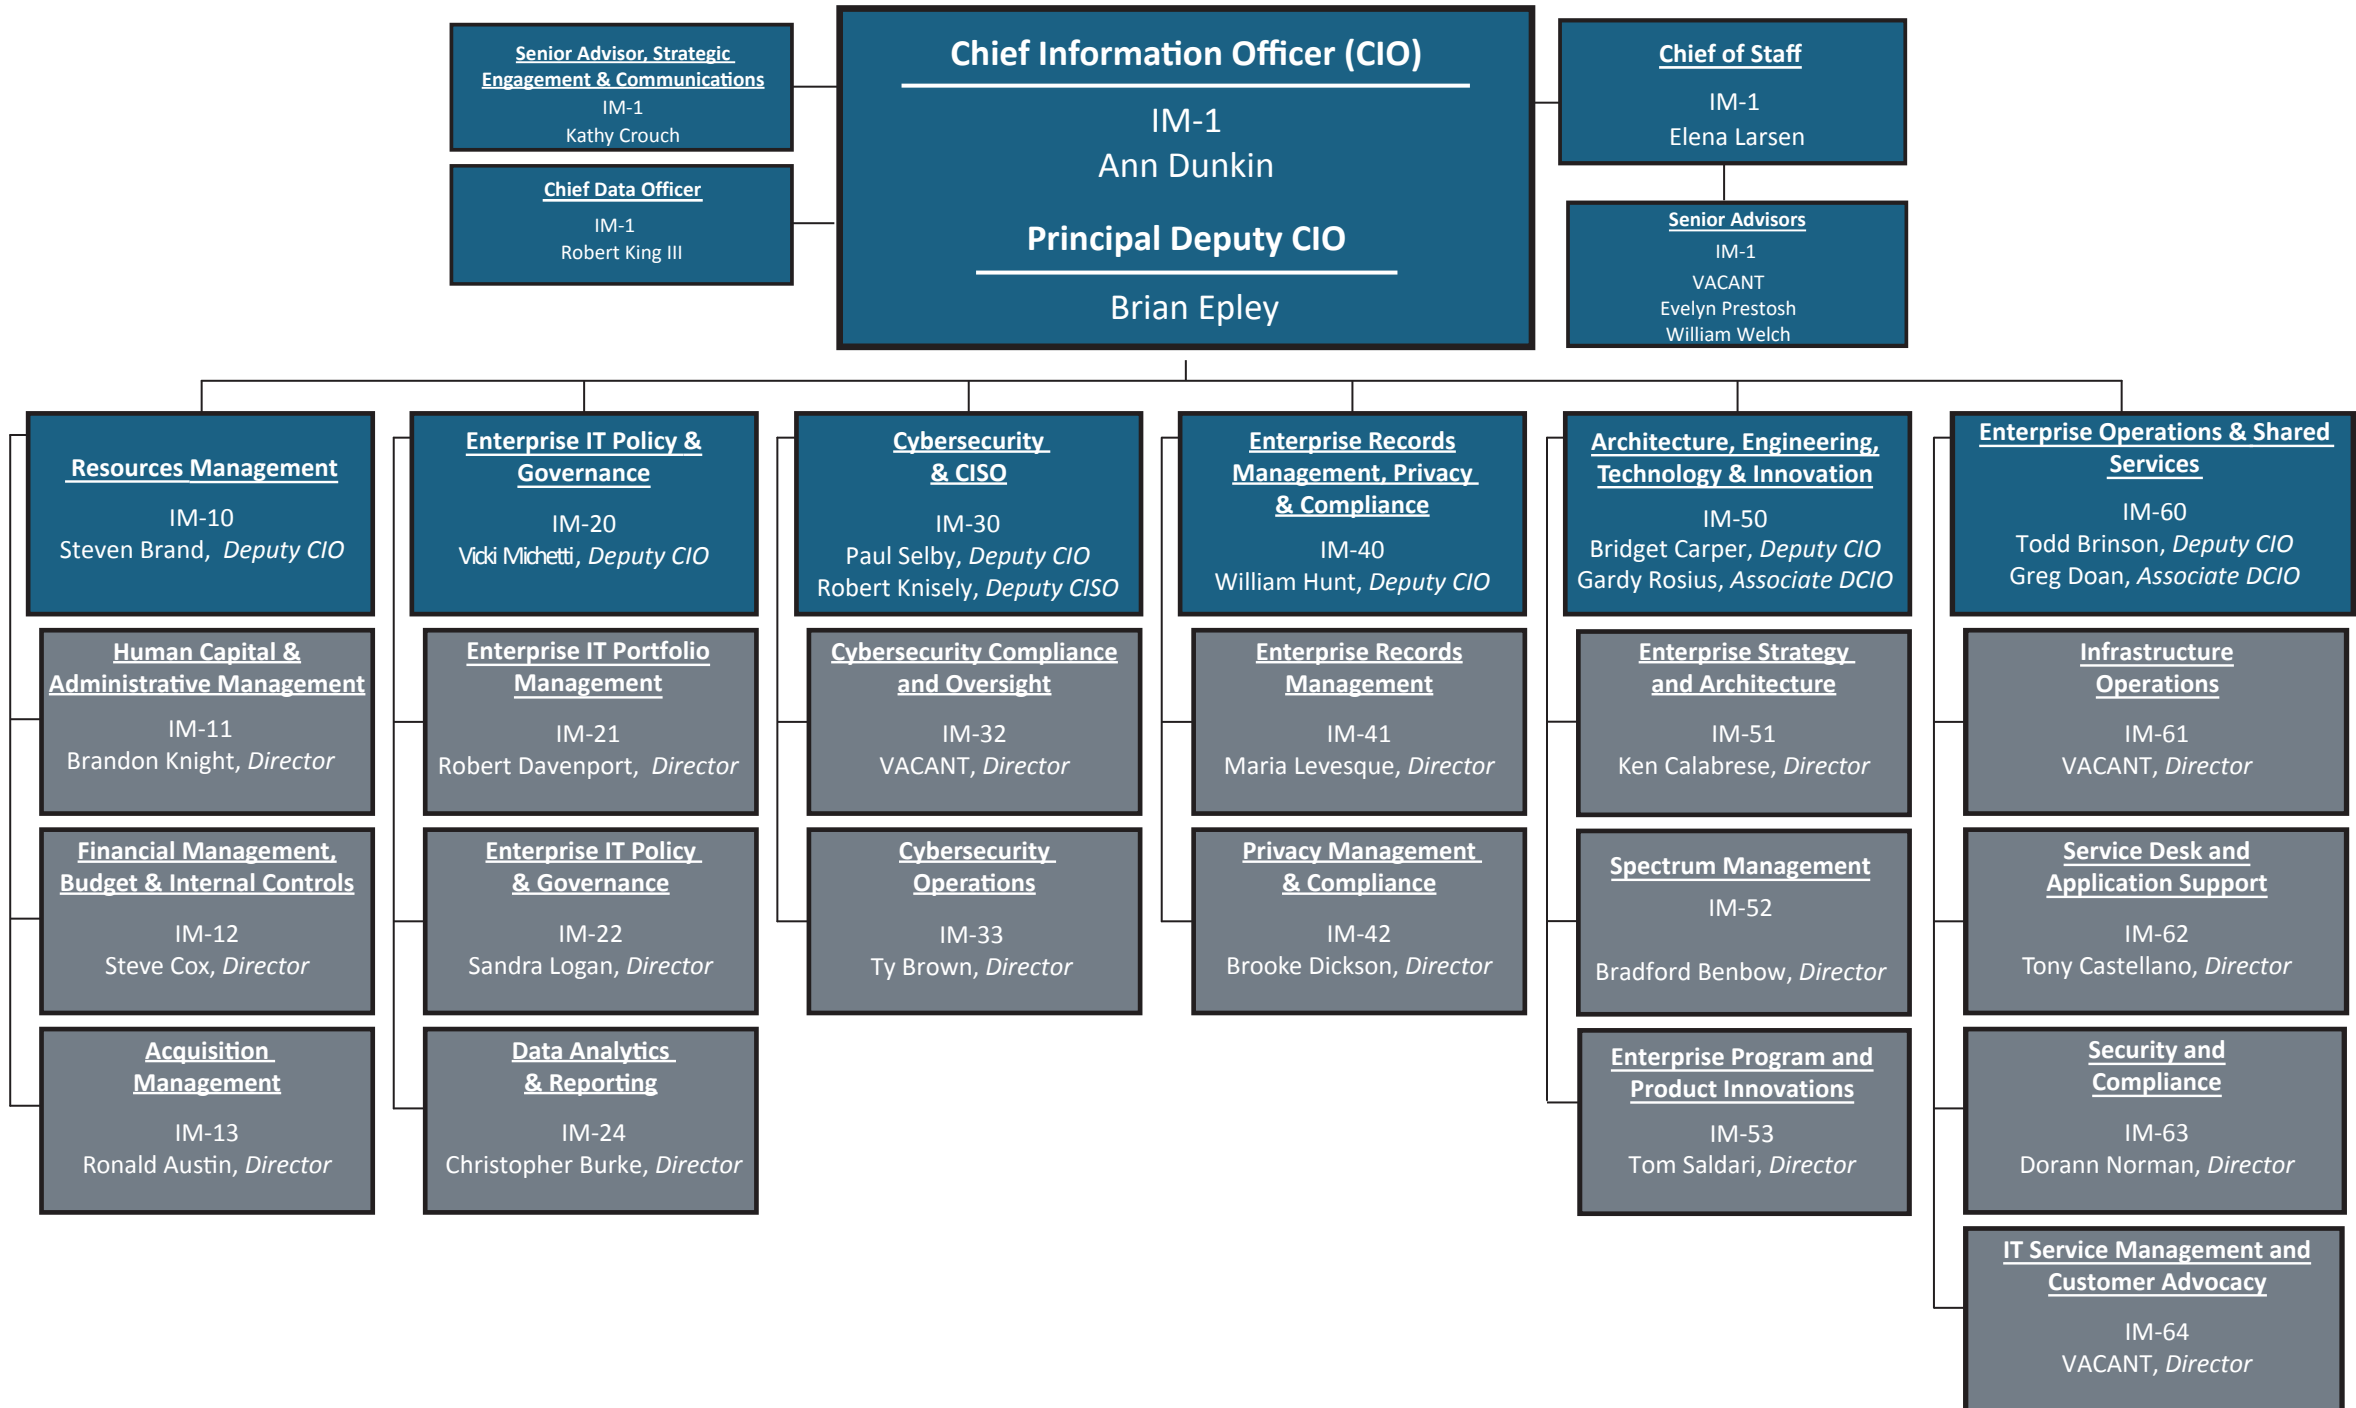 Senior Advisor, Strategic
Engagement & Communications
IM-1
Kathy Crouch
Chief Data Officer
IM-1
Robert King III
Chief Information Officer (CIO)
IM-1
Ann Dunkin
Principal Deputy CIO
Brian Epley
Chief of Staff
IM-1
Elena Larsen
Senior Advisors
IM-1
VACANT
Evelyn Prestosh
William Welch
Resources Management
IM-10
Steven Brand, Deputy CIO
Human Capital &
Administrative Management
IM-11
Brandon Knight, Director
Financial Management,
Budget & Internal Controls
IM-12
Steve Cox, Director
Acquisition
Management
IM-13
Ronald Austin, Director
Enterprise IT Policy &
Governance
IM-20
Vicki Michetti, Deputy CIO
Enterprise IT Portfolio
Management
IM-21
Robert Davenport, Director
Enterprise IT Policy
& Governance
IM-22
Sandra Logan, Director
Data Analytics
& Reporting
IM-24
Christopher Burke, Director
Cybersecurity
& CISO
IM-30
Paul Selby, Deputy CIO
Robert Knisely, Deputy CISO
Cybersecurity Compliance
and Oversight
IM-32
VACANT, Director
Cybersecurity
Operations
IM-33
Ty Brown, Director
Enterprise Records
Management, Privacy
& Compliance
IM-40
William Hunt, Deputy CIO
Enterprise Records
Management
IM-41
Maria Levesque, Director
Privacy Management
& Compliance
IM-42
Brooke Dickson, Director
Architecture, Engineering,
Technology & Innovation
IM-50
Bridget Carper, Deputy CIO
Gardy Rosius, Associate DCIO
Enterprise Strategy
and Architecture
IM-51
Ken Calabrese, Director
Spectrum Management
IM-52
Bradford Benbow, Director
Enterprise Program and
Product Innovations
IM-53
Tom Saldari, Director
Enterprise Operations & Shared
Services
IM-60
Todd Brinson, Deputy CIO
Greg Doan, Associate DCIO
Infrastructure
Operations
IM-61
VACANT, Director
Service Desk and
Application Support
IM-62
Tony Castellano, Director
Security and
Compliance
IM-63
Dorann Norman, Director
IT Service Management and
Customer Advocacy
IM-64
VACANT, Director